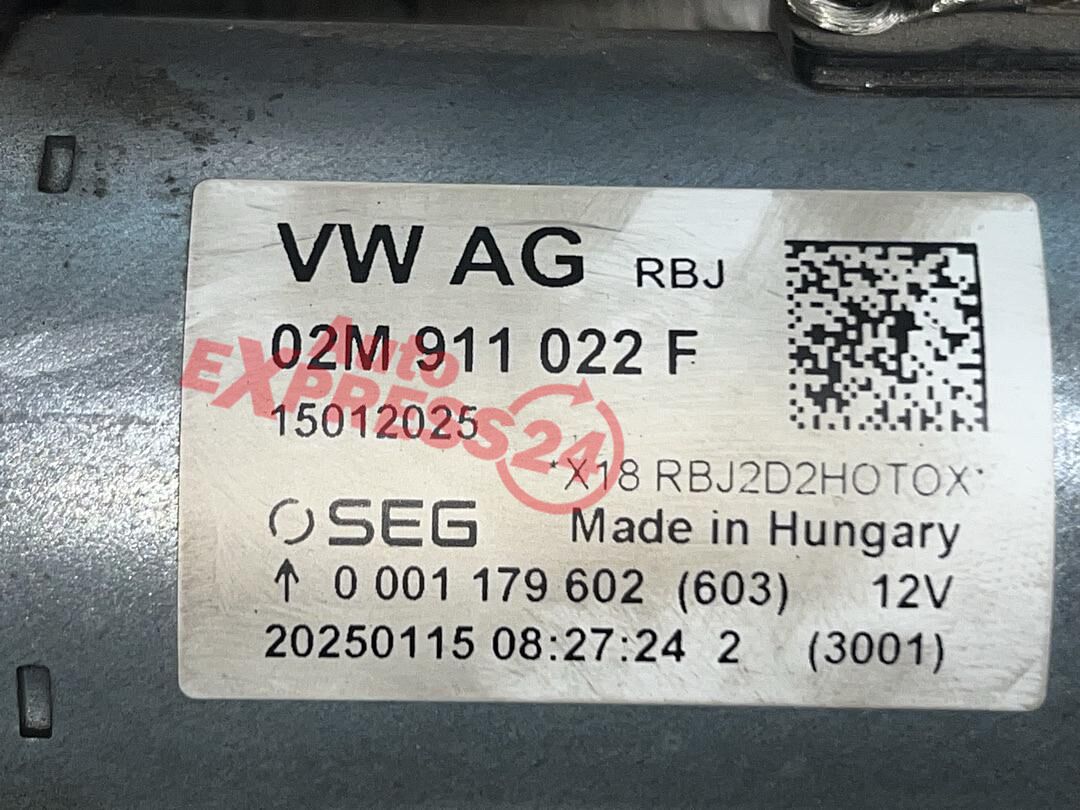 VW AG RBJ
02M 911 022 F
Auto
EXPRESS24
15012025
*X18 RBJ2D2HOTOX*
SEG Made in Hungary
↑ 0 001 179 602 (603) 12V
20250115 08:27:24 2 (3001)